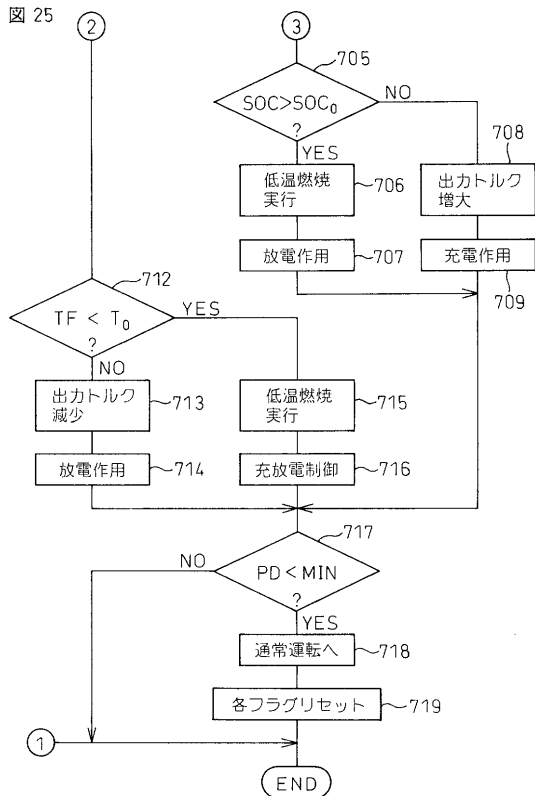 図 25
②
③
705
SOC>SOC₀
?
NO
YES
708
低温燃焼
実行
706
出力トルク
増大
放電作用
707
充電作用
709
712
TF < T₀
?
YES
NO
出力トルク
減少
713
低温燃焼
実行
715
放電作用
714
充放電制御
716
717
NO
PD<MIN
?
YES
通常運転へ
718
各フラグリセット
719
①
END